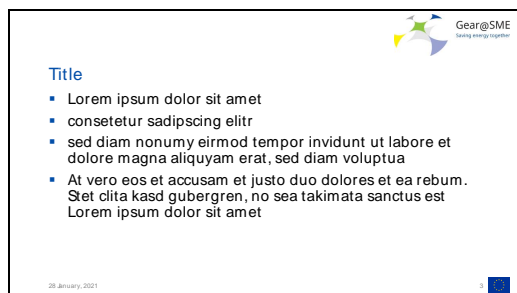 Gear@SME
Saving energy together
Title
Lorem ipsum dolor sit amet
consetetur sadipscing elitr
sed diam nonumy eirmod tempor invidunt ut labore et
dolore magna aliquyam erat, sed diam voluptua
At vero eos et accusam et justo duo dolores et ea rebum.
Stet clita kasd gubergren, no sea takimata sanctus est
Lorem ipsum dolor sit amet
28 January, 2021
3